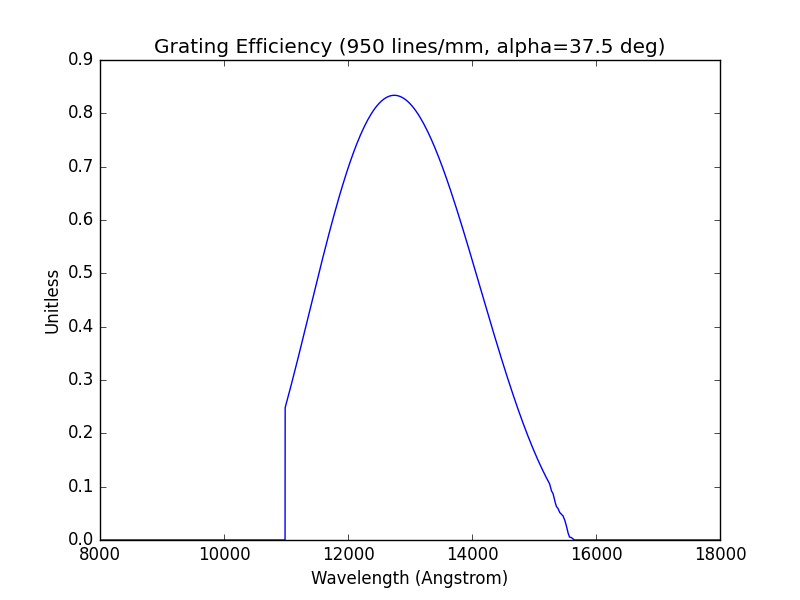 Grating Efficiency (950 lines/mm, alpha=37.5 deg)
0.9
0.8
0.7
0.6
0.5
0.4
0.3
0.2
0.1
0.0
Unitless
8000 10000 12000 14000 16000 18000
Wavelength (Angstrom)